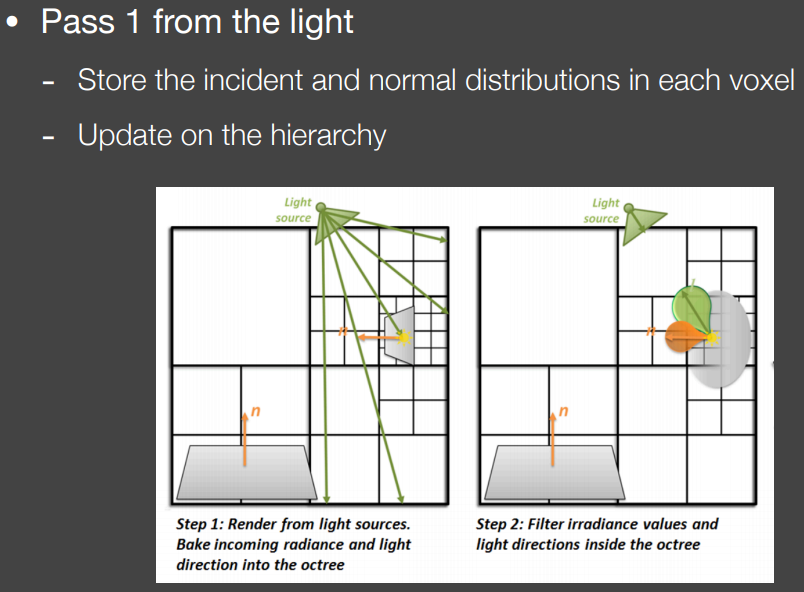 • Pass 1 from the light
- Store the incident and normal distributions in each voxel
- Update on the hierarchy
Light
source
n
n
Step 1: Render from light sources.
Bake incoming radiance and light
direction into the octree
Light
source
l
n
n
Step 2: Filter irradiance values and
light directions inside the octree